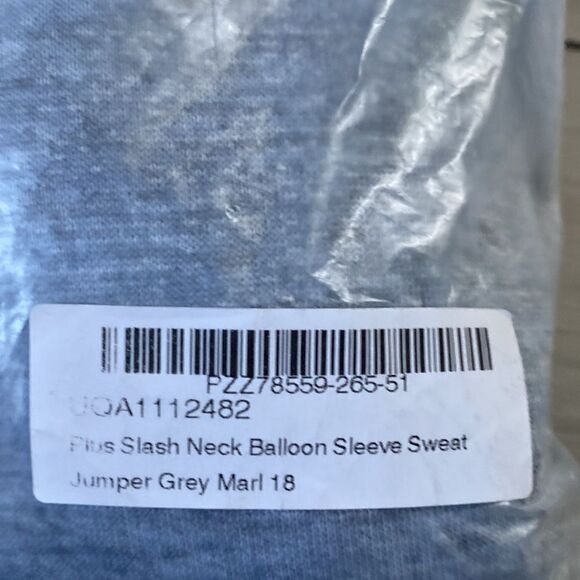 PZZ78559-265-51
UQA1112482
Plus Slash Neck Balloon Sleeve Sweat
Jumper Grey Marl 18